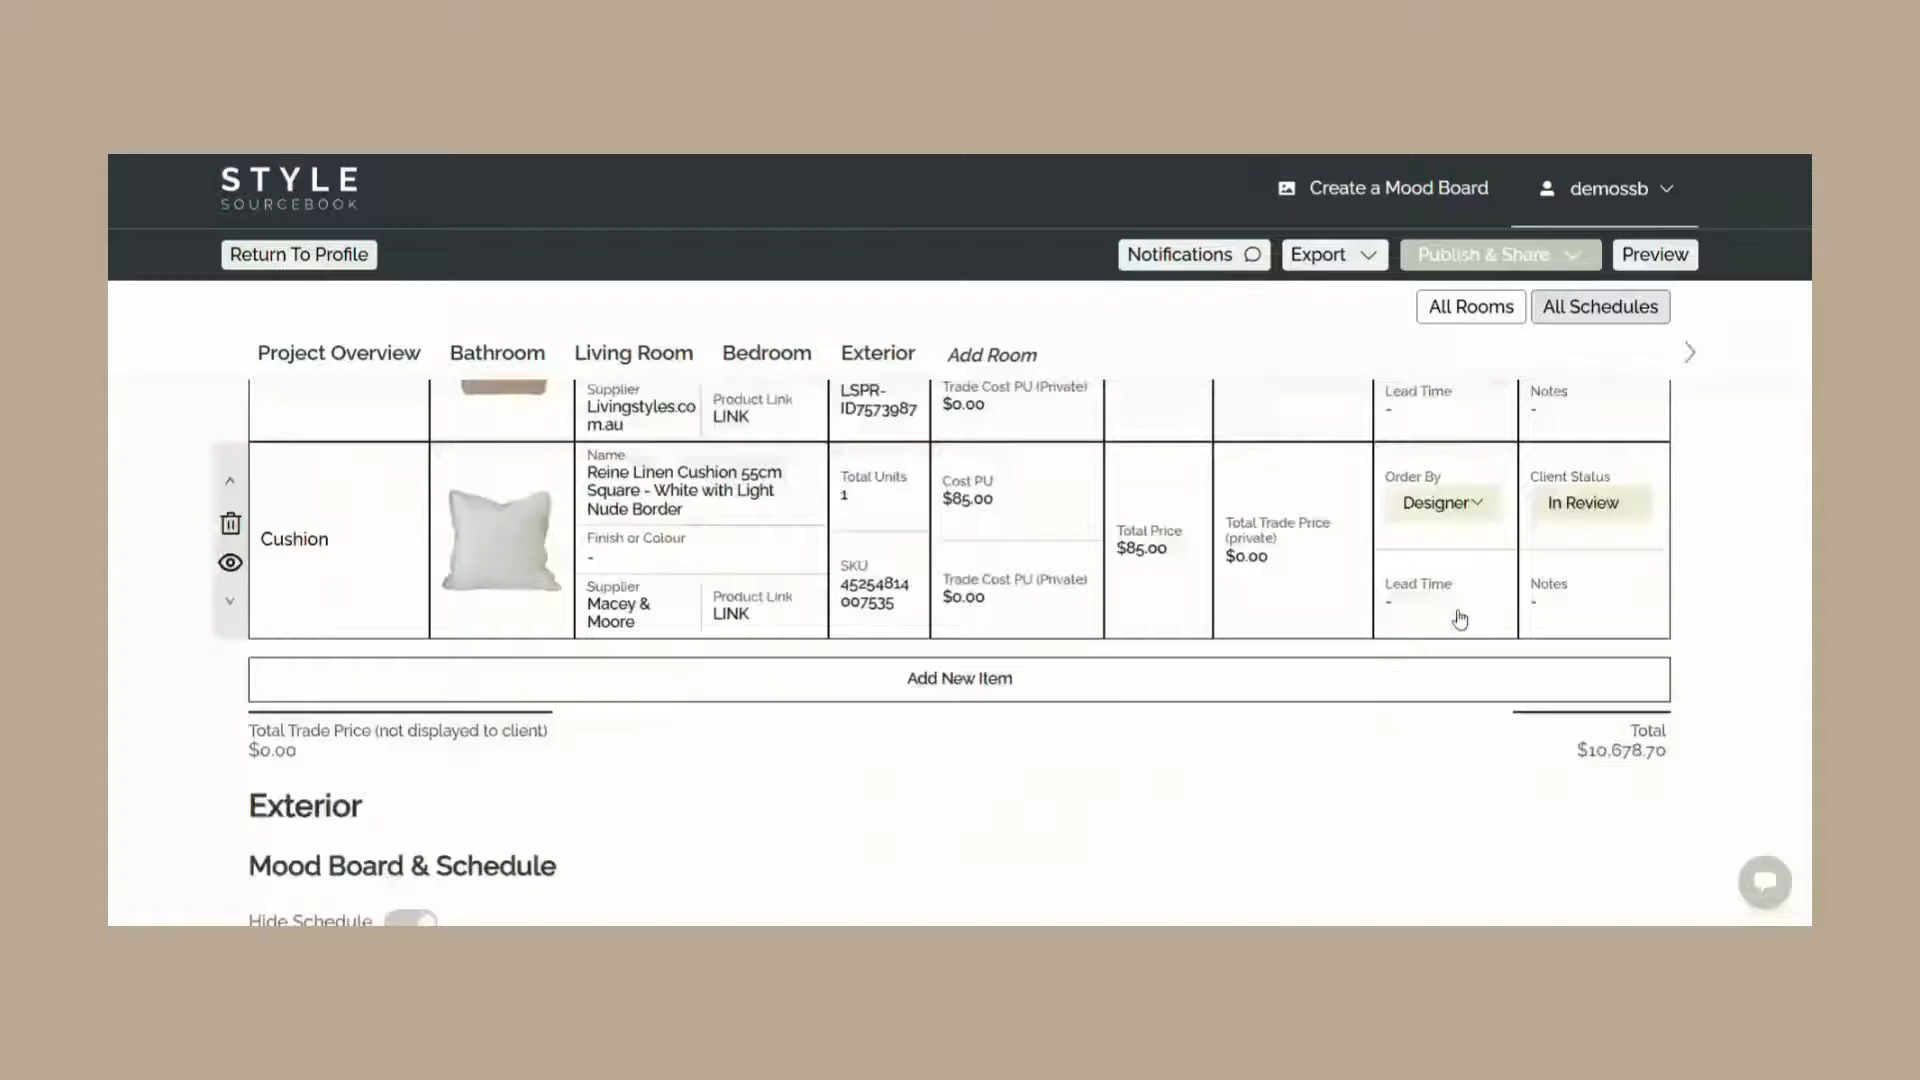 STYLE
SOURCEBOOK
Create a Mood Board
demossb
Return To Profile
Notifications
Export
Publish & Share
Preview
All Rooms
All Schedules
Project Overview
Bathroom
Living Room
Bedroom
Exterior
Add Room
Supplier
Livingstyles.co
m.au
Product Link
LINK
LSPR-
ID7573987
Trade Cost PU (Private)
$0.00
Lead Time
-
Notes
-
Cushion
Name
Reine Linen Cushion 55cm
Square - White with Light
Nude Border
Finish or Colour
-
Supplier
Macey &
Moore
Product Link
LINK
Total Units
1
SKU
45254814
007535
Cost PU
$85.00
Trade Cost PU (Private)
$0.00
Total Price
$85.00
Total Trade Price
(private)
$0.00
Order By
Designer
Lead Time
-
Client Status
In Review
Notes
-
Add New Item
Total Trade Price (not displayed to client)
$0.00
Total
$10,678.70
Exterior
Mood Board & Schedule
Hide Schedule